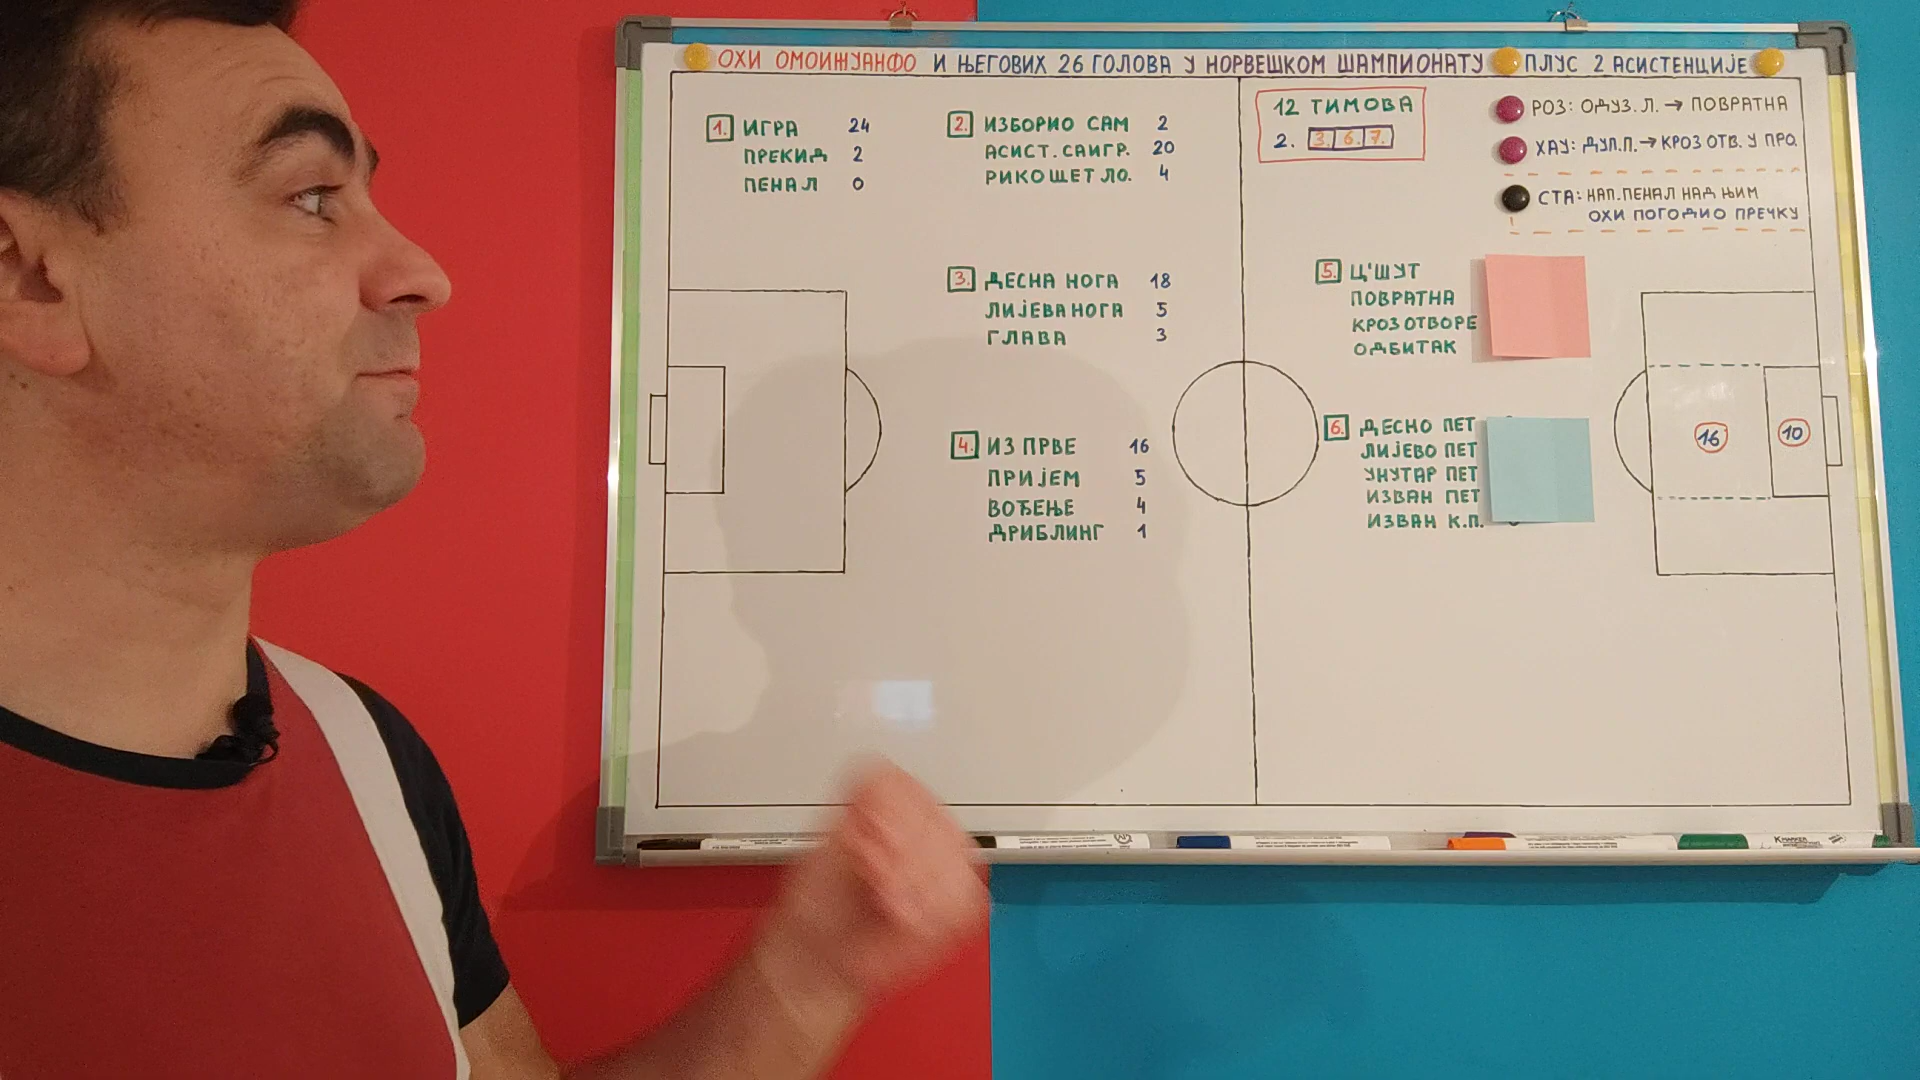 ОХИ ОМОИЖУАНФО И ЊЕГОВИХ 26 ГОЛОВА У НОРВЕШКОМ ШАМПИОНАТУ ПЛУС 2 АСИСТЕНЦИЈЕ
1. ИГРА 24
ПРЕКИД 2
ПЕНАЛ 0
2. ИЗБОРИО САМ 2
АСИСТ. САИГР. 20
РИКОШЕТ ЛО. 4
3. ДЕСНА НОГА 18
ЛИЈЕВА НОГА 5
ГЛАВА 3
4. ИЗ ПРВЕ 16
ПРИЈЕМ 5
ВОЂЕЊЕ 4
ДРИБЛИНГ 1
12 ТИМОВА
2. 3. 6. 7.
РОЗ: ОДУЗ. Л. → ПОВРАТНА
ХАУ: ДУП.П. → КРОЗ ОТВ. У ПРО.
СТА: НАП. ПЕНАЛ НАД ЊИМ
ОХИ ПОГОДИО ПРЕЧКУ
5. Ц'ШУТ
ПОВРАТНА
КРОЗ ОТВОРЕ
ОДБИТАК
6. ДЕСНО ПЕТ
ЛИЈЕВО ПЕТ
УНУТАР ПЕТ
ИЗВАН ПЕТ
ИЗВАН К.П.
16
10